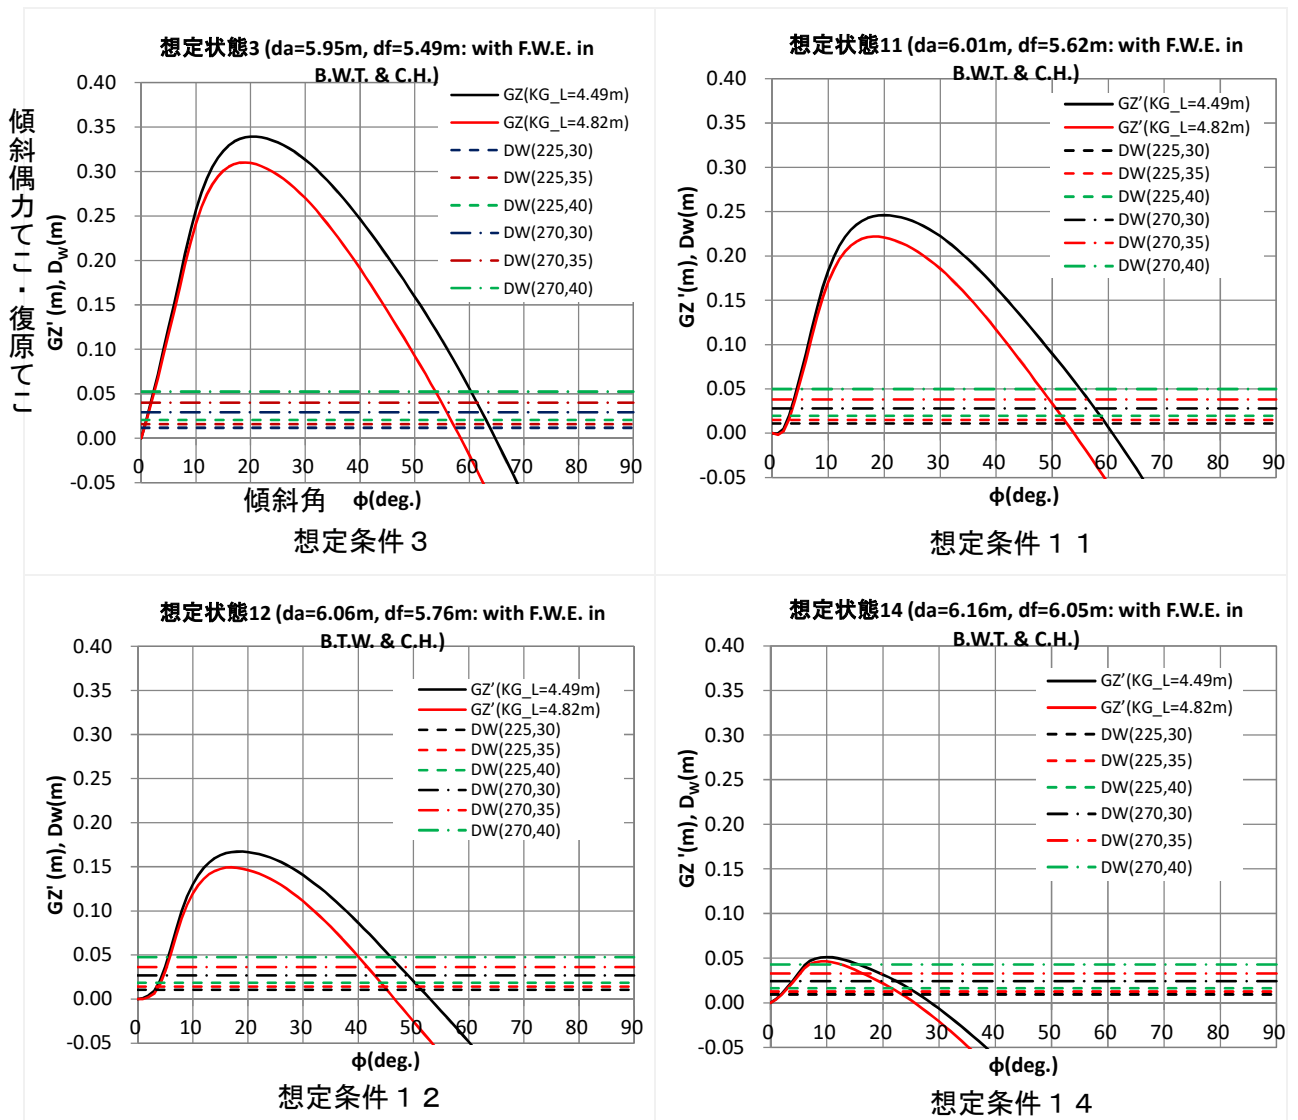 想定状態3 (da=5.95m, df=5.49m: with F.W.E. in
B.W.T. & C.H.)
傾斜偶力てこ・復原てこ
GZ' (m), Dw(m)
0.40
0.35
0.30
0.25
0.20
0.15
0.10
0.05
0.00
-0.05
GZ(KG_L=4.49m)
GZ(KG_L=4.82m)
DW(225,30)
DW(225,35)
DW(225,40)
DW(270,30)
DW(270,35)
DW(270,40)
0 10 20 30 40 50 60 70 80 90
傾斜角 ϕ(deg.)
想定条件3
想定状態11 (da=6.01m, df=5.62m: with F.W.E. in
B.W.T. & C.H.)
GZ '(m), Dw(m)
0.40
0.35
0.30
0.25
0.20
0.15
0.10
0.05
0.00
-0.05
GZ’(KG_L=4.49m)
GZ’(KG_L=4.82m)
DW(225,30)
DW(225,35)
DW(225,40)
DW(270,30)
DW(270,35)
DW(270,40)
0 10 20 30 40 50 60 70 80 90
ϕ(deg.)
想定条件11
想定状態12 (da=6.06m, df=5.76m: with F.W.E. in
B.T.W. & C.H.)
GZ' (m), Dw(m)
0.40
0.35
0.30
0.25
0.20
0.15
0.10
0.05
0.00
-0.05
GZ’(KG_L=4.49m)
GZ’(KG_L=4.82m)
DW(225,30)
DW(225,35)
DW(225,40)
DW(270,30)
DW(270,35)
DW(270,40)
0 10 20 30 40 50 60 70 80 90
ϕ(deg.)
想定条件12
想定状態14 (da=6.16m, df=6.05m: with F.W.E. in
B.W.T. & C.H.)
GZ '(m), Dw(m)
0.40
0.35
0.30
0.25
0.20
0.15
0.10
0.05
0.00
-0.05
GZ’(KG_L=4.49m)
GZ’(KG_L=4.82m)
DW(225,30)
DW(225,35)
DW(225,40)
DW(270,30)
DW(270,35)
DW(270,40)
0 10 20 30 40 50 60 70 80 90
ϕ(deg.)
想定条件14